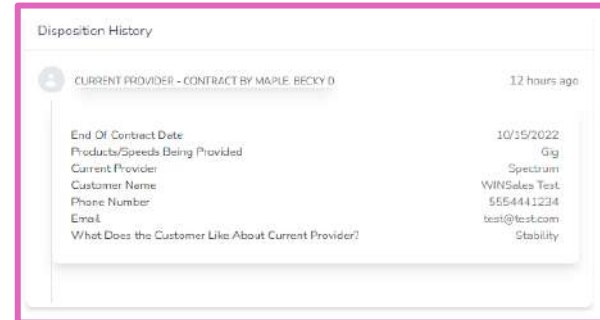 Disposition History
CURRENT PROVIDER - CONTRACT BY MAPLE, BECKY D 12 hours ago
End Of Contract Date 10/15/2022
Products/Speeds Being Provided Gig
Current Provider Spectrum
Customer Name WINSales Test
Phone Number 5554441234
Email test@test.com
What Does the Customer Like About Current Provider? Stability